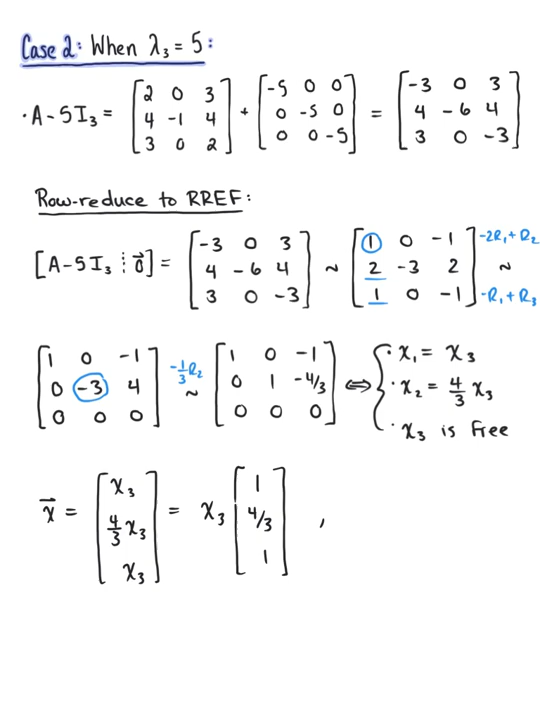 Case 2: When λ₃ = 5:
· A - 5I₃ = [2 0 3; 4 -1 4; 3 0 2] + [-5 0 0; 0 -5 0; 0 0 -5] = [-3 0 3; 4 -6 4; 3 0 -3]
Row-reduce to RREF:
[A - 5I₃ ⋮ 0⃗] = [-3 0 3; 4 -6 4; 3 0 -3] ~ [1 0 -1; 2 -3 2; 1 0 -1] -2R₁+R₂ ~ -R₁+R₃
[1 0 -1; 0 -3 4; 0 0 0] -1/3R₂ ~ [1 0 -1; 0 1 -4/3; 0 0 0] ⇔ { · x₁ = x₃
· x₂ = 4/3 x₃
· x₃ is free
x⃗ = [x₃; 4/3 x₃; x₃] = x₃ [1; 4/3; 1] ,